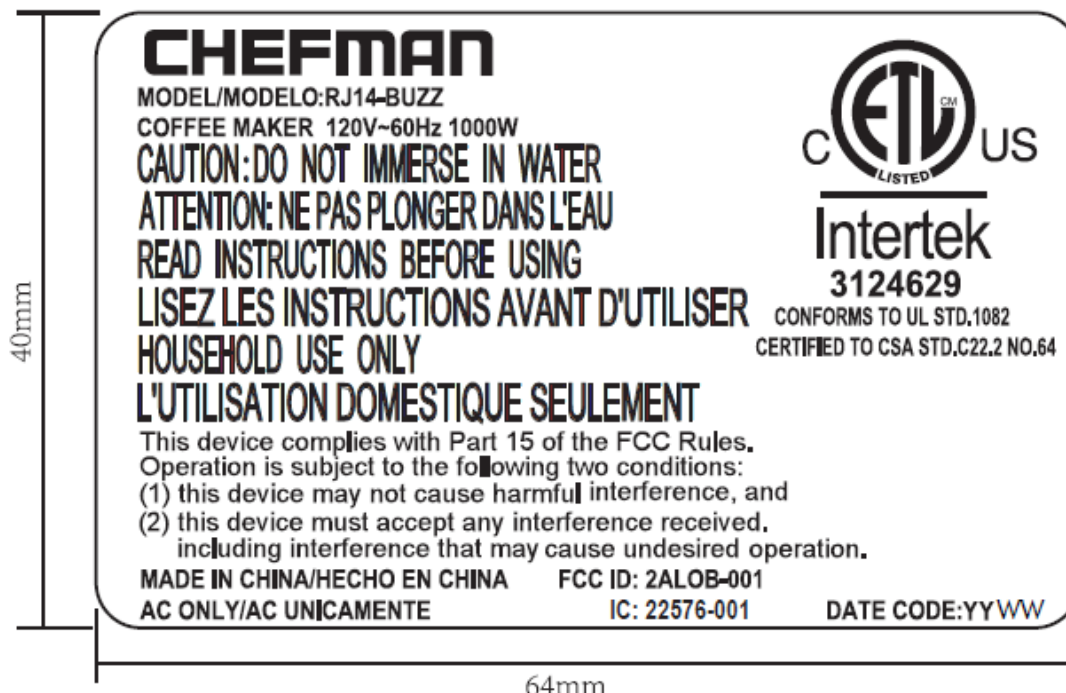 CHEFMAN
MODEL/MODELO:RJ14-BUZZ
COFFEE MAKER 120V~60Hz 1000W
CAUTION: DO NOT IMMERSE IN WATER
ATTENTION: NE PAS PLONGER DANS L'EAU
READ INSTRUCTIONS BEFORE USING
LISEZ LES INSTRUCTIONS AVANT D'UTILISER
HOUSEHOLD USE ONLY
L'UTILISATION DOMESTIQUE SEULEMENT
This device complies with Part 15 of the FCC Rules.
Operation is subject to the following two conditions:
(1) this device may not cause harmful interference, and
(2) this device must accept any interference received.
including interference that may cause undesired operation.
MADE IN CHINA/HECHO EN CHINA FCC ID: 2ALOB-001
AC ONLY/AC UNICAMENTE IC: 22576-001 DATE CODE:YYWW
C ETL CM US
LISTED
Intertek
3124629
CONFORMS TO UL STD.1082
CERTIFIED TO CSA STD.C22.2 NO.64
40mm
64mm